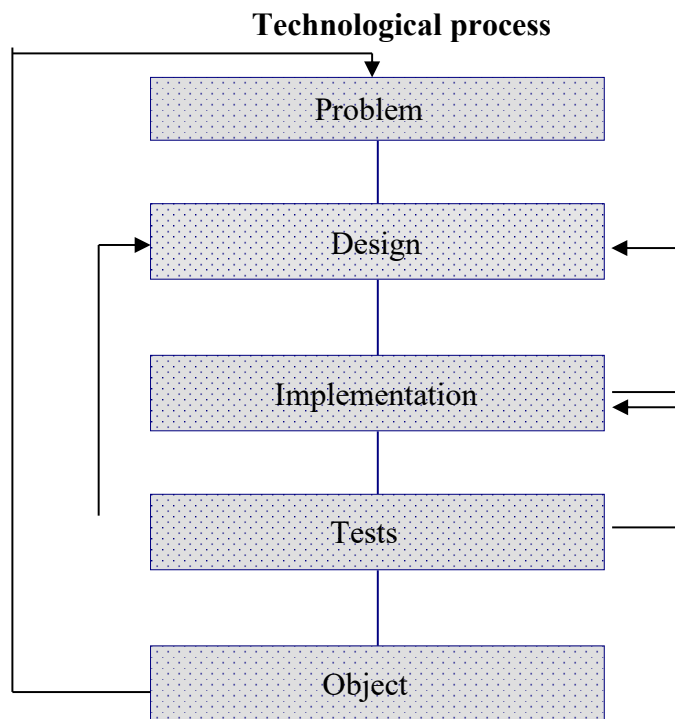 Technological process
Problem
Design
Implementation
Tests
Object